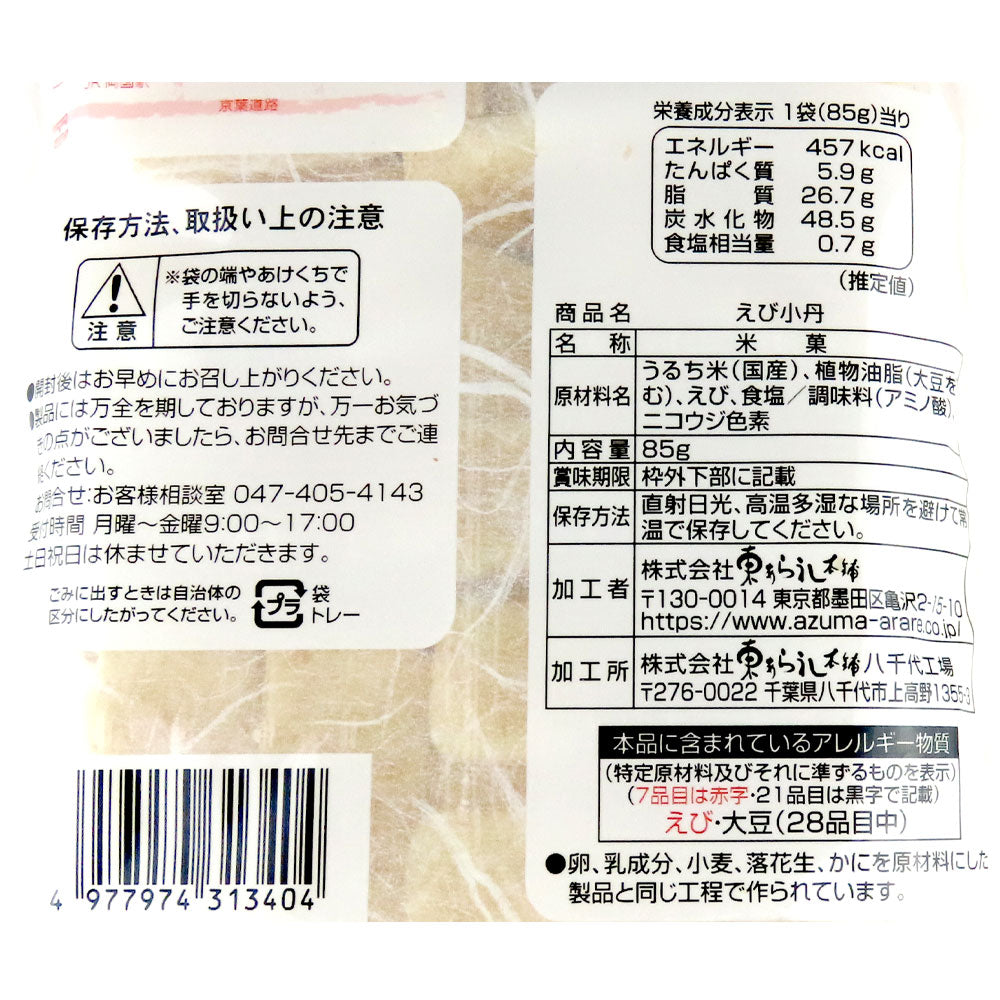 京葉道路
保存方法、取扱い上の注意
注意
※袋の端やあけくちで
手を切らないよう、
ご注意ください。
●開封後はお早めにお召し上がりください。
●製品には万全を期しておりますが、万一お気づ
きの点がございましたら、お問合せ先までご連
絡ください。
お問合せ:お客様相談室 047-405-4143
受け時間 月曜〜金曜9:00〜17:00
土日祝日は休ませていただきます。
ごみに出すときは自治体の
区分にしたがってください。
プラ
袋
トレー
4 977974 313404
栄養成分表示 1袋(85g)当り
エネルギー 457kcal
たんぱく質 5.9g
脂質 26.7g
炭水化物 48.5g
食塩相当量 0.7g
(推定値)
商品名 えび小丹
名称 米菓
原材料名 うるち米(国産)、植物油脂(大豆を
む)、えび、食塩／調味料(アミノ酸)、
ニコウジ色素
内容量 85g
賞味期限 枠外下部に記載
保存方法 直射日光、高温多湿な場所を避けて常
温で保存してください。
加工者 株式会社東あられ本鋪
〒130-0014 東京都墨田区亀沢2-15-10
https://www.azuma-arare.co.jp/
加工所 株式会社東あられ本鋪八千代工場
〒276-0022 千葉県八千代市上高野1355-3
本品に含まれているアレルギー物質
(特定原材料及びそれに準ずるものを表示)
(7品目は赤字・21品目は黒字で記載)
えび・大豆(28品目中)
●卵、乳成分、小麦、落花生、かにを原材料にした
製品と同じ工程で作られています。